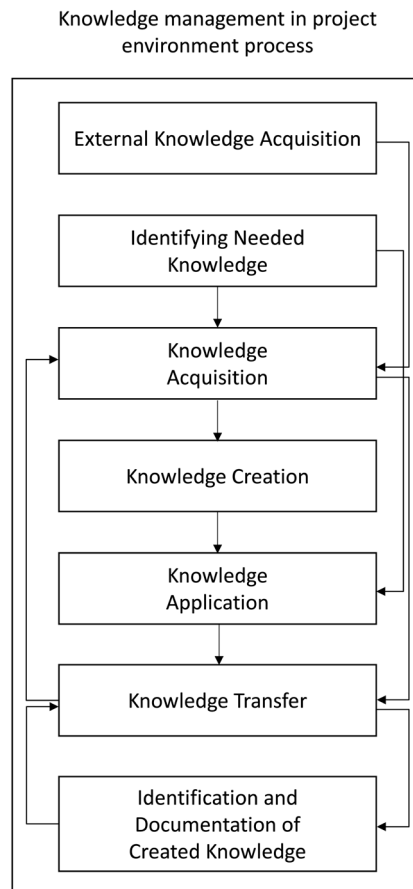 Knowledge management in project
environment process
External Knowledge Acquisition
Identifying Needed
Knowledge
Knowledge
Acquisition
Knowledge Creation
Knowledge
Application
Knowledge Transfer
Identification and
Documentation of
Created Knowledge